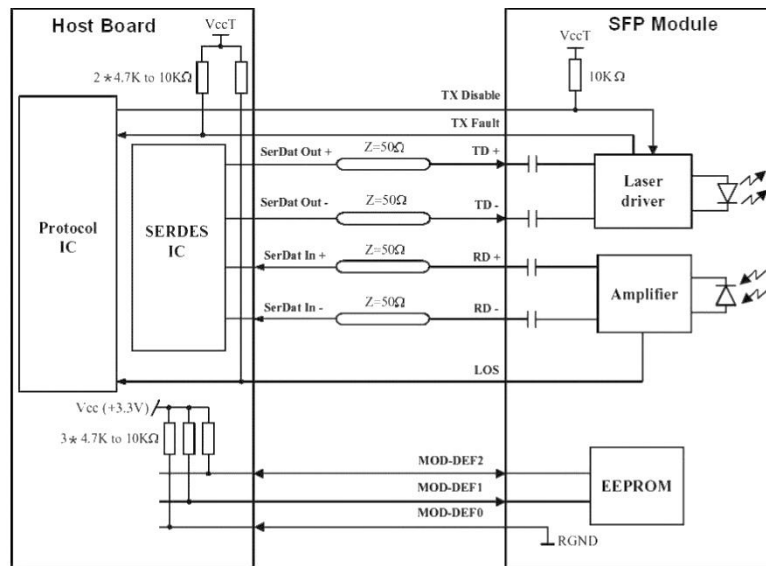 Host Board
SFP Module
VccT
VccT
2*4.7K to 10KΩ
10KΩ
TX Disable
TX Fault
SerDat Out +
Z=50Ω
TD +
SerDat Out -
Z=50Ω
TD -
Laser
driver
Protocol
IC
SERDES
IC
SerDat In +
Z=50Ω
RD +
SerDat In -
Z=50Ω
RD -
Amplifier
LOS
Vcc (+3.3V)
3*4.7K to 10KΩ
MOD-DEF2
MOD-DEF1
MOD-DEF0
EEPROM
RGND